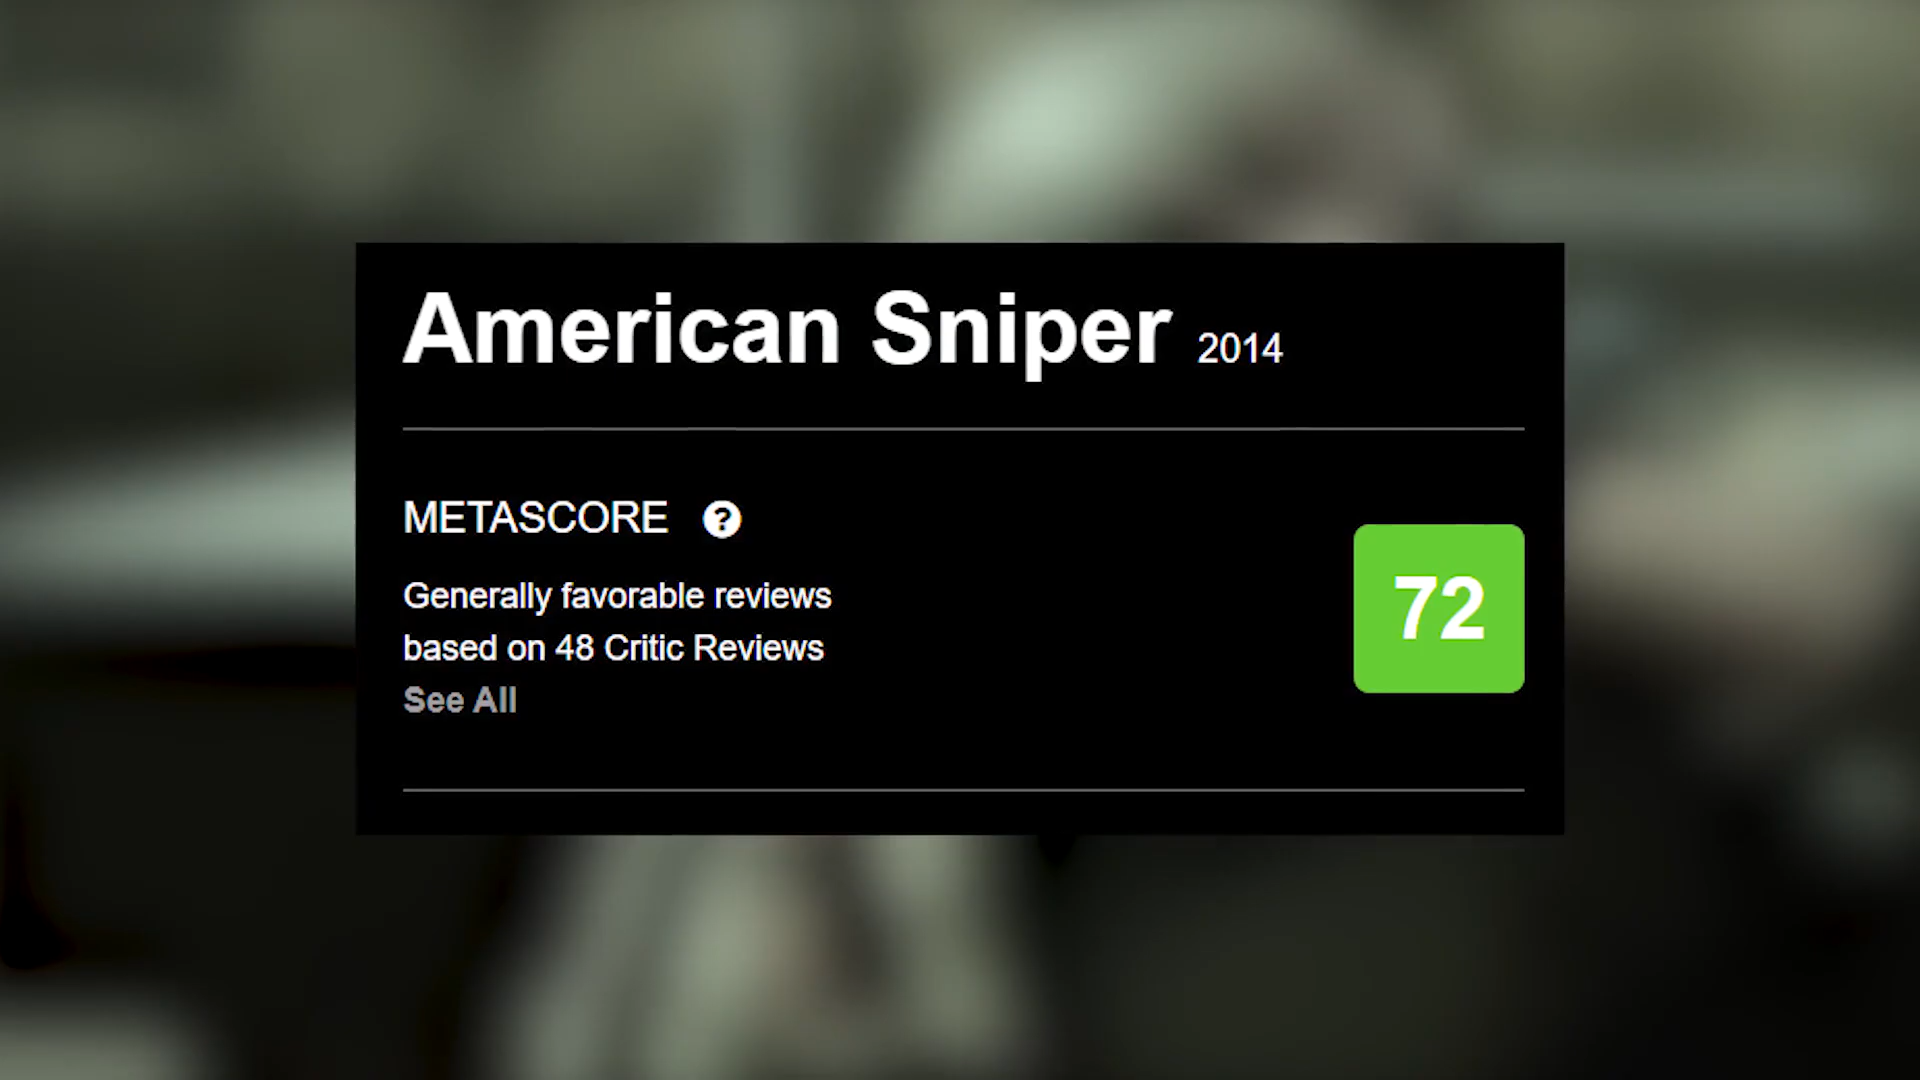 American Sniper 2014
METASCORE ?
Generally favorable reviews
based on 48 Critic Reviews
See All
72